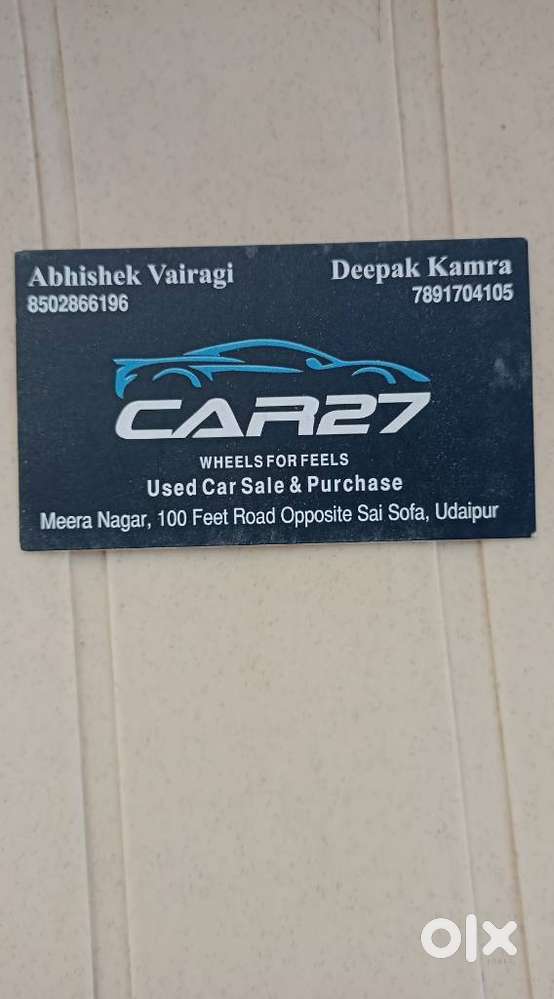 Abhishek Vairagi
8502866196
Deepak Kamra
7891704105
CAR27
WHEELS FOR FEELS
Used Car Sale & Purchase
Meera Nagar, 100 Feet Road Opposite Sai Sofa, Udaipur
olx